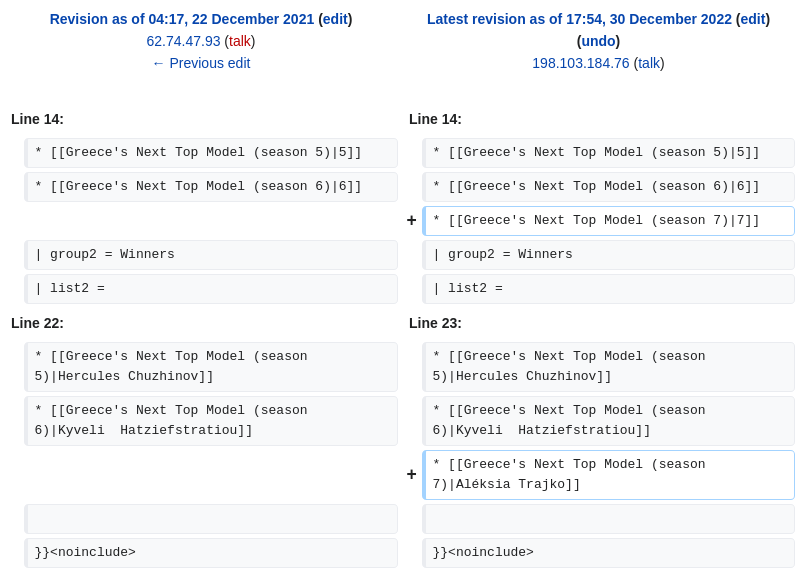 Revision as of 04:17, 22 December 2021 (edit)
62.74.47.93 (talk)
← Previous edit
Latest revision as of 17:54, 30 December 2022 (edit)
(undo)
198.103.184.76 (talk)
Line 14:
Line 14:
* [[Greece's Next Top Model (season 5)|5]]
* [[Greece's Next Top Model (season 5)|5]]
* [[Greece's Next Top Model (season 6)|6]]
* [[Greece's Next Top Model (season 6)|6]]
+ * [[Greece's Next Top Model (season 7)|7]]
| group2 = Winners
| group2 = Winners
| list2 =
| list2 =
Line 22:
Line 23:
* [[Greece's Next Top Model (season
5)|Hercules Chuzhinov]]
* [[Greece's Next Top Model (season
5)|Hercules Chuzhinov]]
* [[Greece's Next Top Model (season
6)|Kyveli  Hatziefstratiou]]
* [[Greece's Next Top Model (season
6)|Kyveli  Hatziefstratiou]]
+ * [[Greece's Next Top Model (season
7)|Aléksia Trajko]]
}}<noinclude>
}}<noinclude>